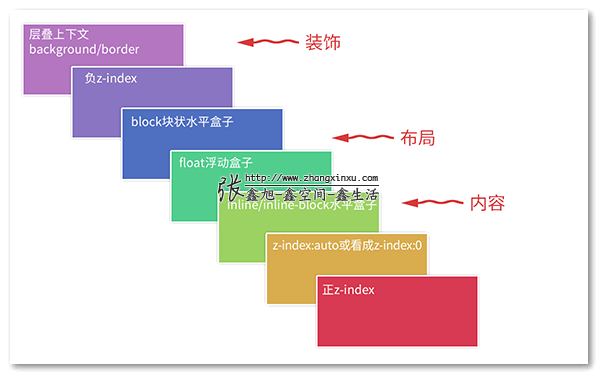 层叠上下文
background/border
装饰
负z-index
block块状水平盒子
布局
float浮动盒子
张
http://www.zhangxinxu.com
鑫旭-鑫空间-鑫生活
inline/inline-block水平盒子
内容
z-index:auto或看成z-index:0
正z-index